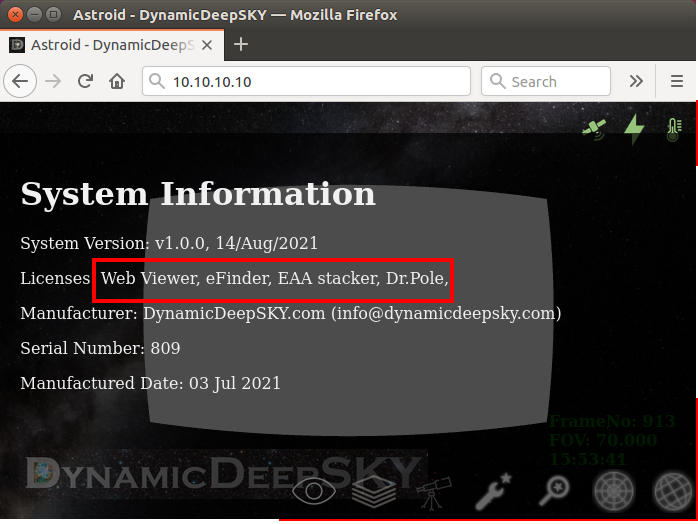 Astroid - DynamicDeepSKY — Mozilla Firefox
Astroid - DynamicDeepS
10.10.10.10
Search
System Information
System Version: v1.0.0, 14/Aug/2021
Licenses Web Viewer, eFinder, EAA stacker, Dr.Pole,
Manufacturer: DynamicDeepSKY.com (info@dynamicdeepsky.com)
Serial Number: 809
Manufactured Date: 03 Jul 2021
FrameNo: 913
FOV: 70.000
15:53:41
DYNAMICDEEPSKY